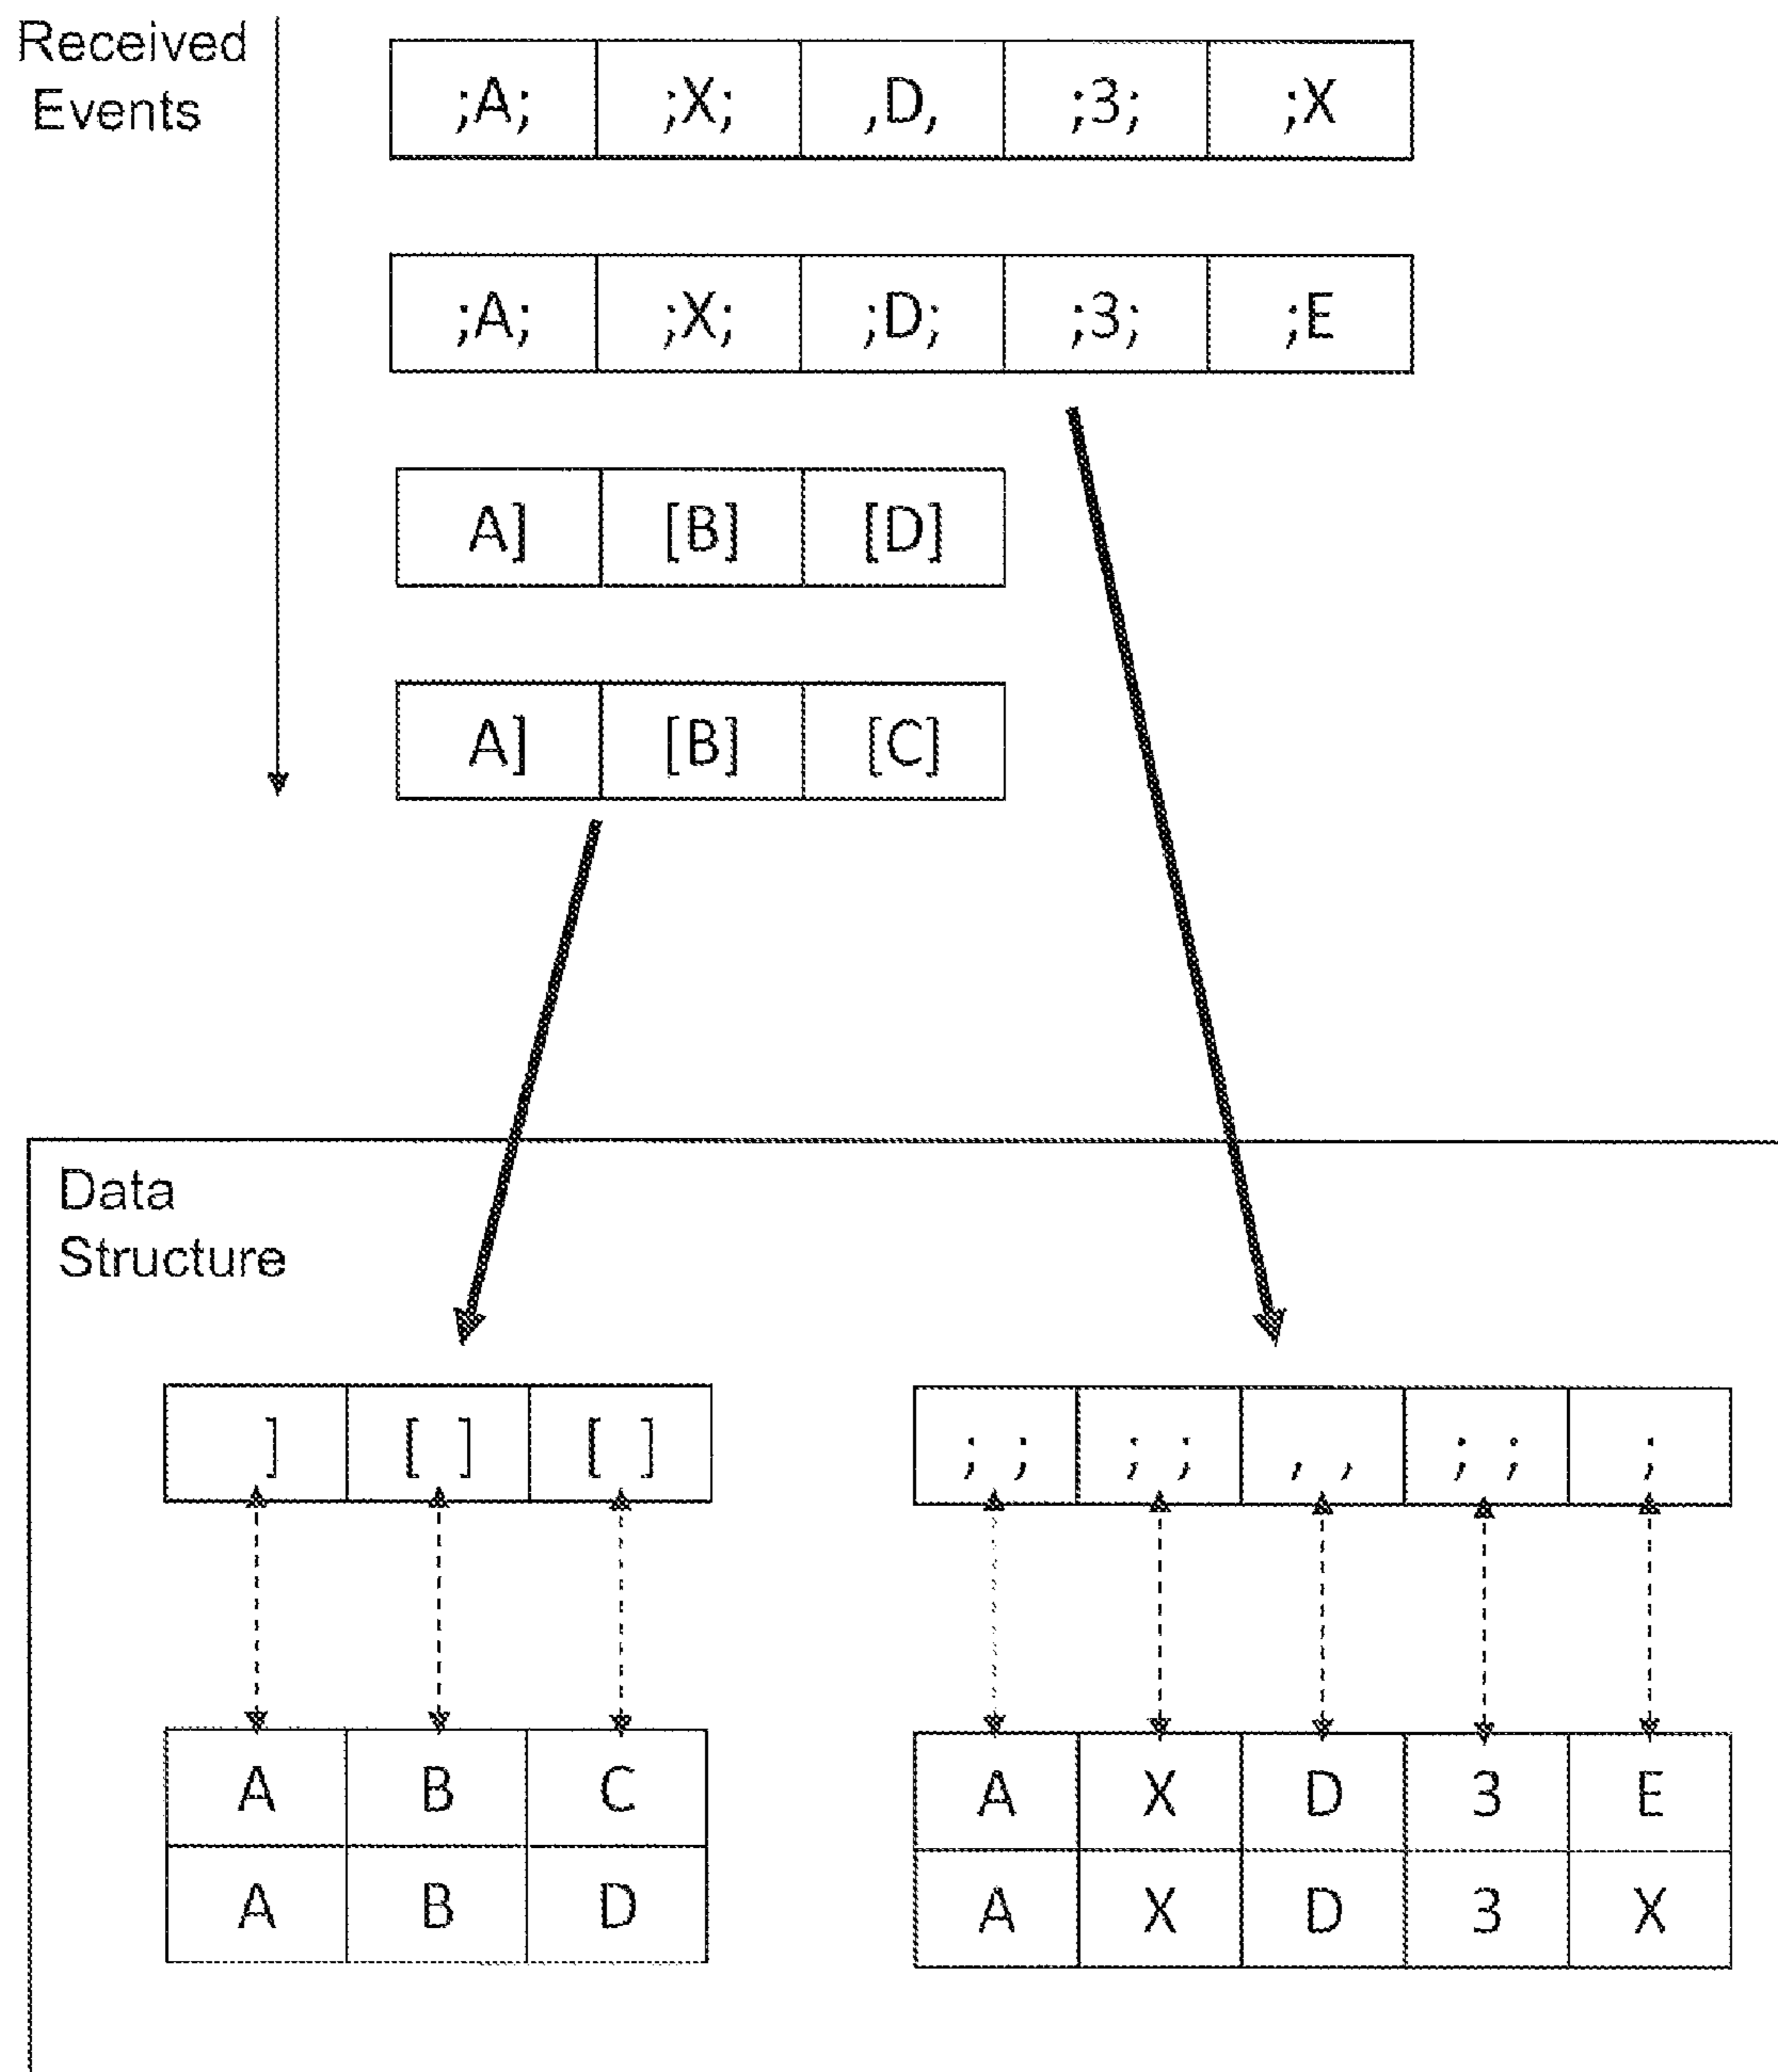 Received
Events
;A; ;X; ,D, ;3; ;X
;A; ;X; ;D; ;3; ;E
A] [B] [D]
A] [B] [C]
Data
Structure
] [ ] [ ] ; ; ; ; , , ; ; ;
A B C A X D 3 E
A B D A X D 3 X